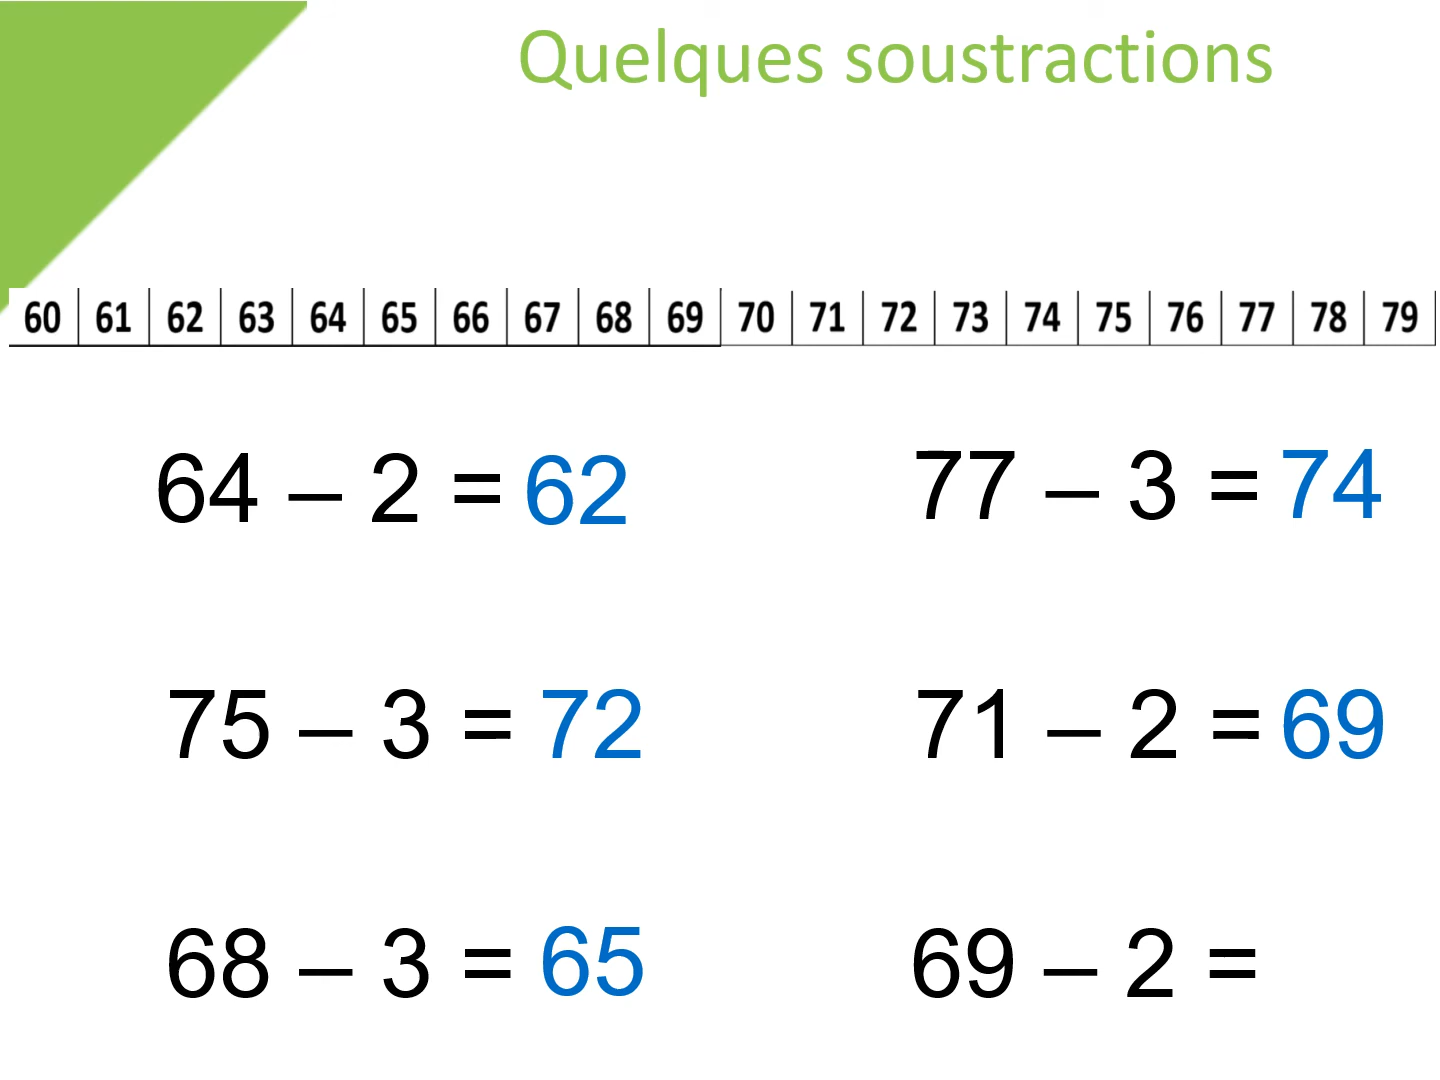 Quelques soustractions
60 61 62 63 64 65 66 67 68 69 70 71 72 73 74 75 76 77 78 79
64 – 2 = 62
77 – 3 = 74
75 – 3 = 72
71 – 2 = 69
68 – 3 = 65
69 – 2 =